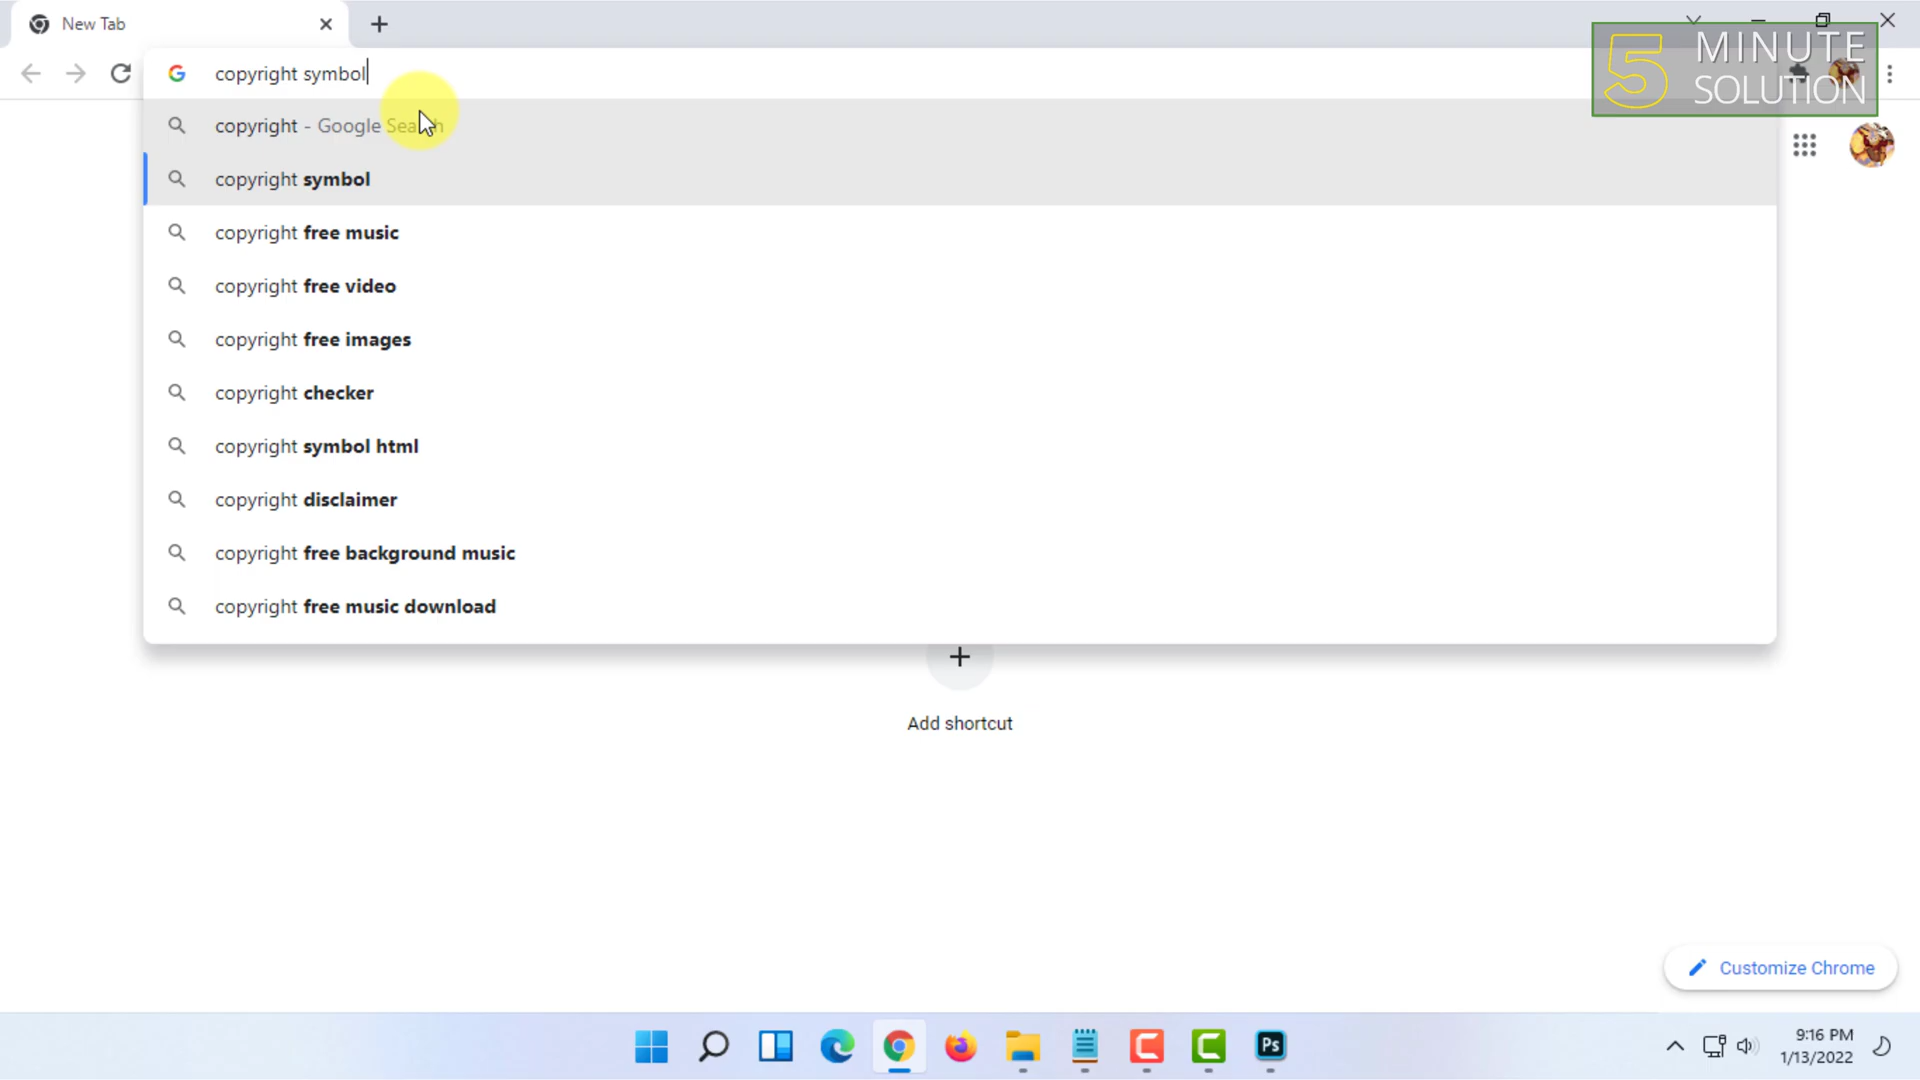 New Tab
5 MINUTE SOLUTION
copyright symbol
copyright - Google Search
copyright symbol
copyright free music
copyright free video
copyright free images
copyright checker
copyright symbol html
copyright disclaimer
copyright free background music
copyright free music download
Add shortcut
Customize Chrome
Ps
9:16 PM
1/13/2022